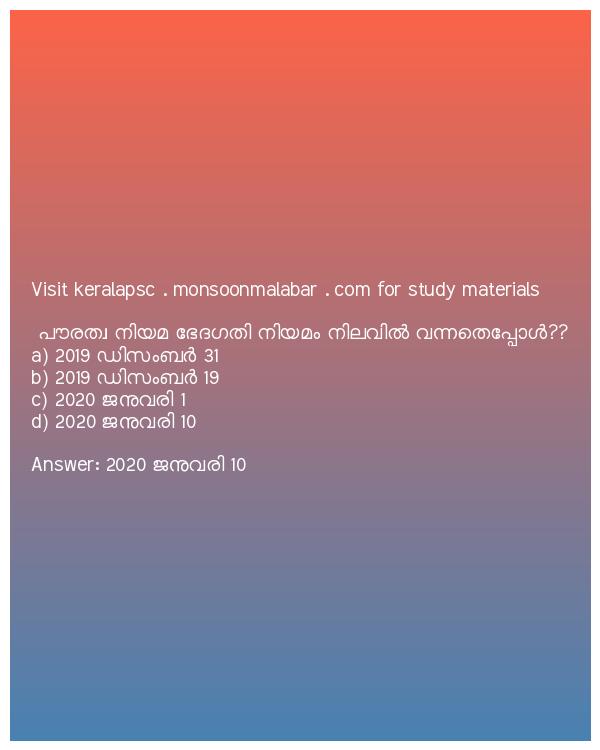 Visit keralapsc . monsoonmalabar . com for study materials
പൗരത്വ നിയമ ഭേദഗതി നിയമം നിലവിൽ വന്നതെപ്പോൾ??
a) 2019 ഡിസംബർ 31
b) 2019 ഡിസംബർ 19
c) 2020 ജനുവരി 1
d) 2020 ജനുവരി 10
Answer: 2020 ജനുവരി 10